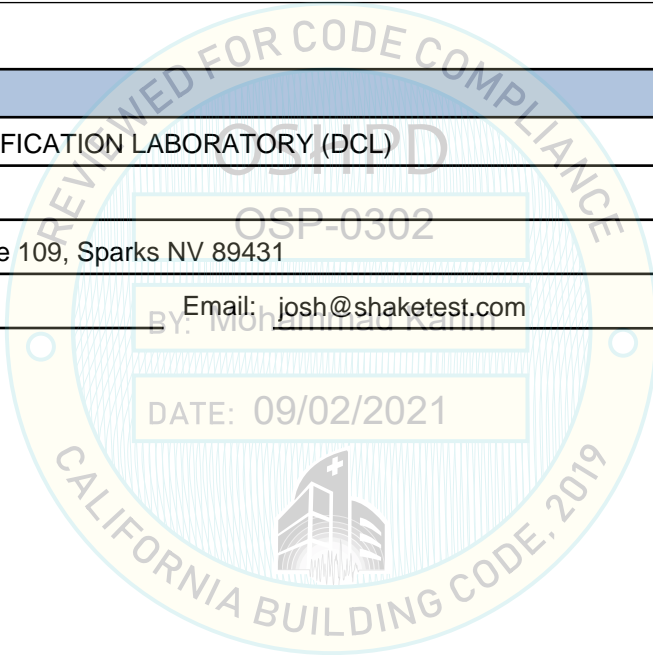 REVIEWED FOR CODE COMPLIANCE
FICATION LABORATORY (DCL)
OSHPD
OSP-0302
e 109, Sparks NV 89431
Email: josh@shaketest.com
BY: Mohammad Karim
DATE: 09/02/2021
CALIFORNIA BUILDING CODE, 2019